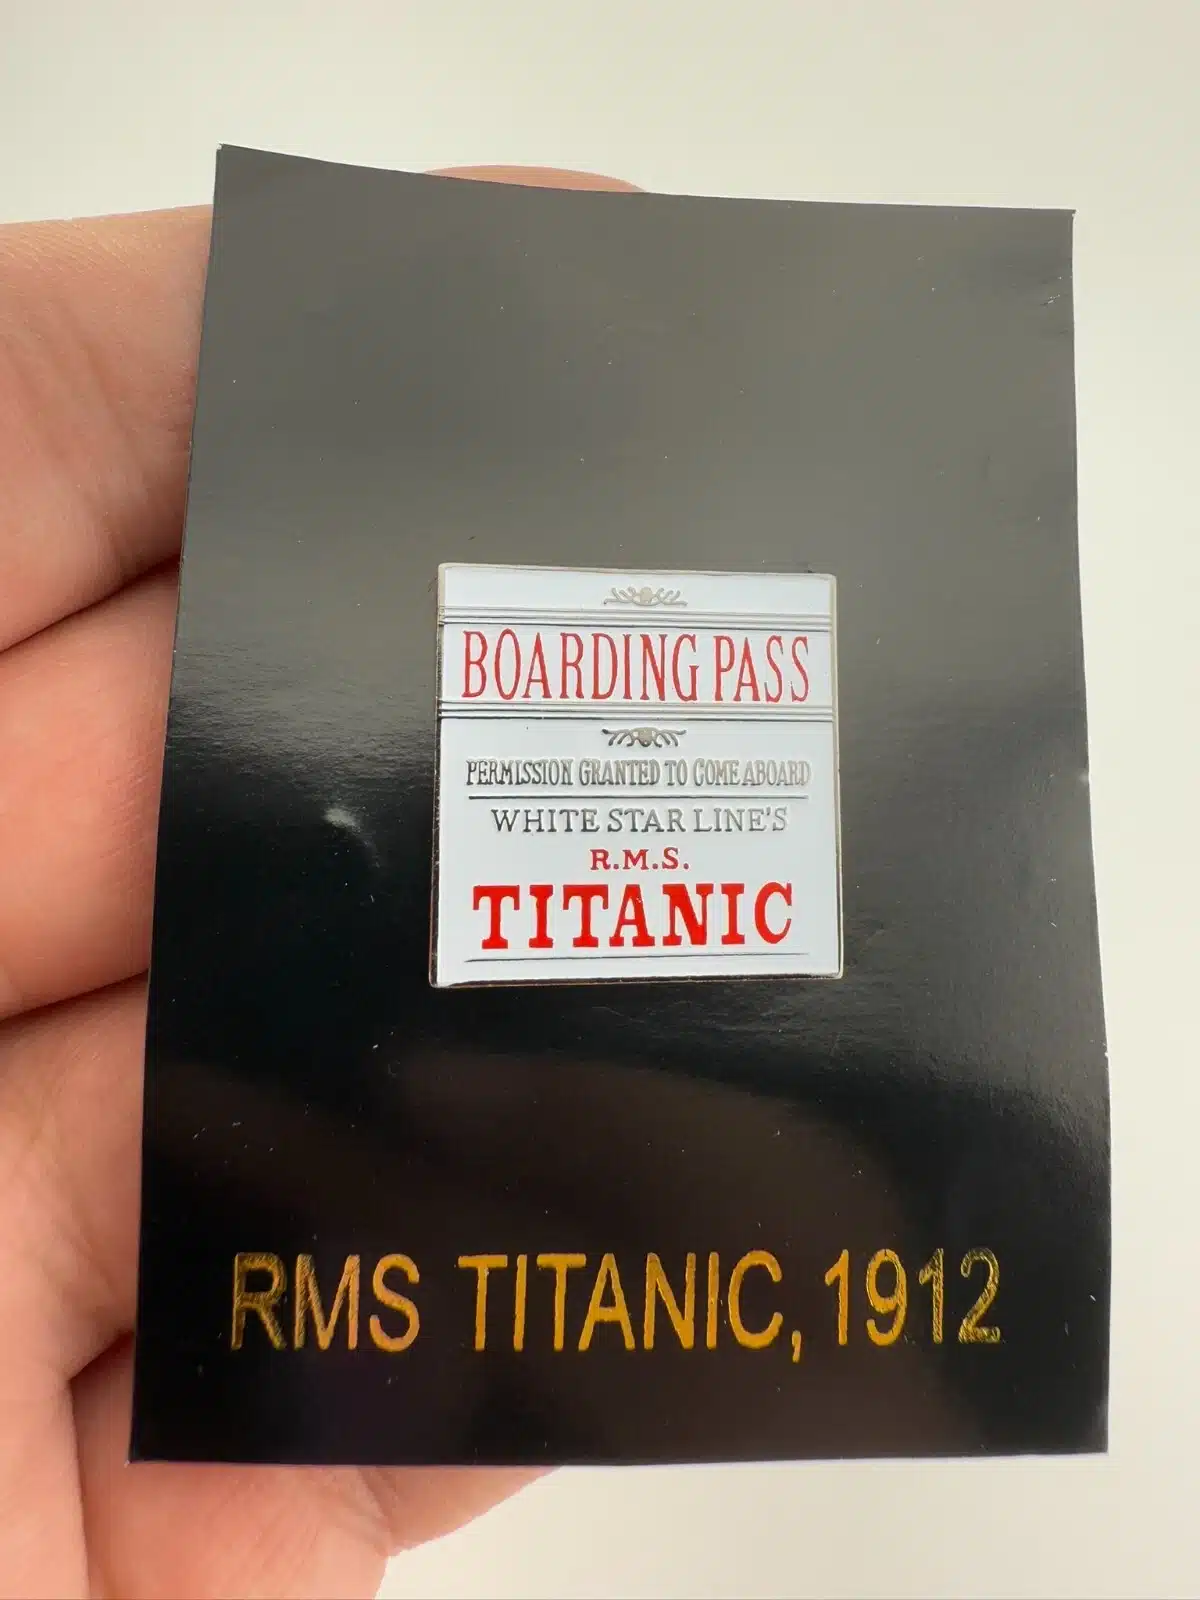 BOARDING PASS
PERMISSION GRANTED TO COME ABOARD
WHITE STAR LINE'S
R.M.S.
TITANIC
RMS TITANIC, 1912